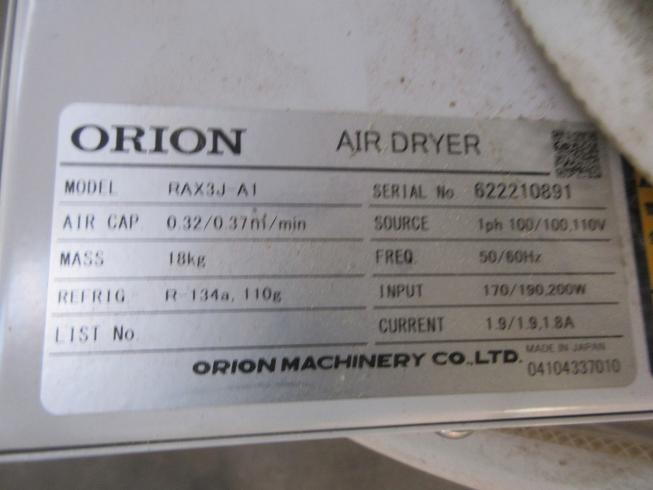 ORION AIR DRYER
MODEL RAX3J-A1 SERIAL No 622210891
AIR CAP 0.32/0.37m³/min SOURCE 1ph 100/100,110V
MASS 18kg FREQ. 50/60Hz
REFRIG. R-134a, 110g INPUT 170/190,200W
LIST No. CURRENT 1.9/1.9,1.8A
ORION MACHINERY CO.,LTD. MADE IN JAPAN
04104337010